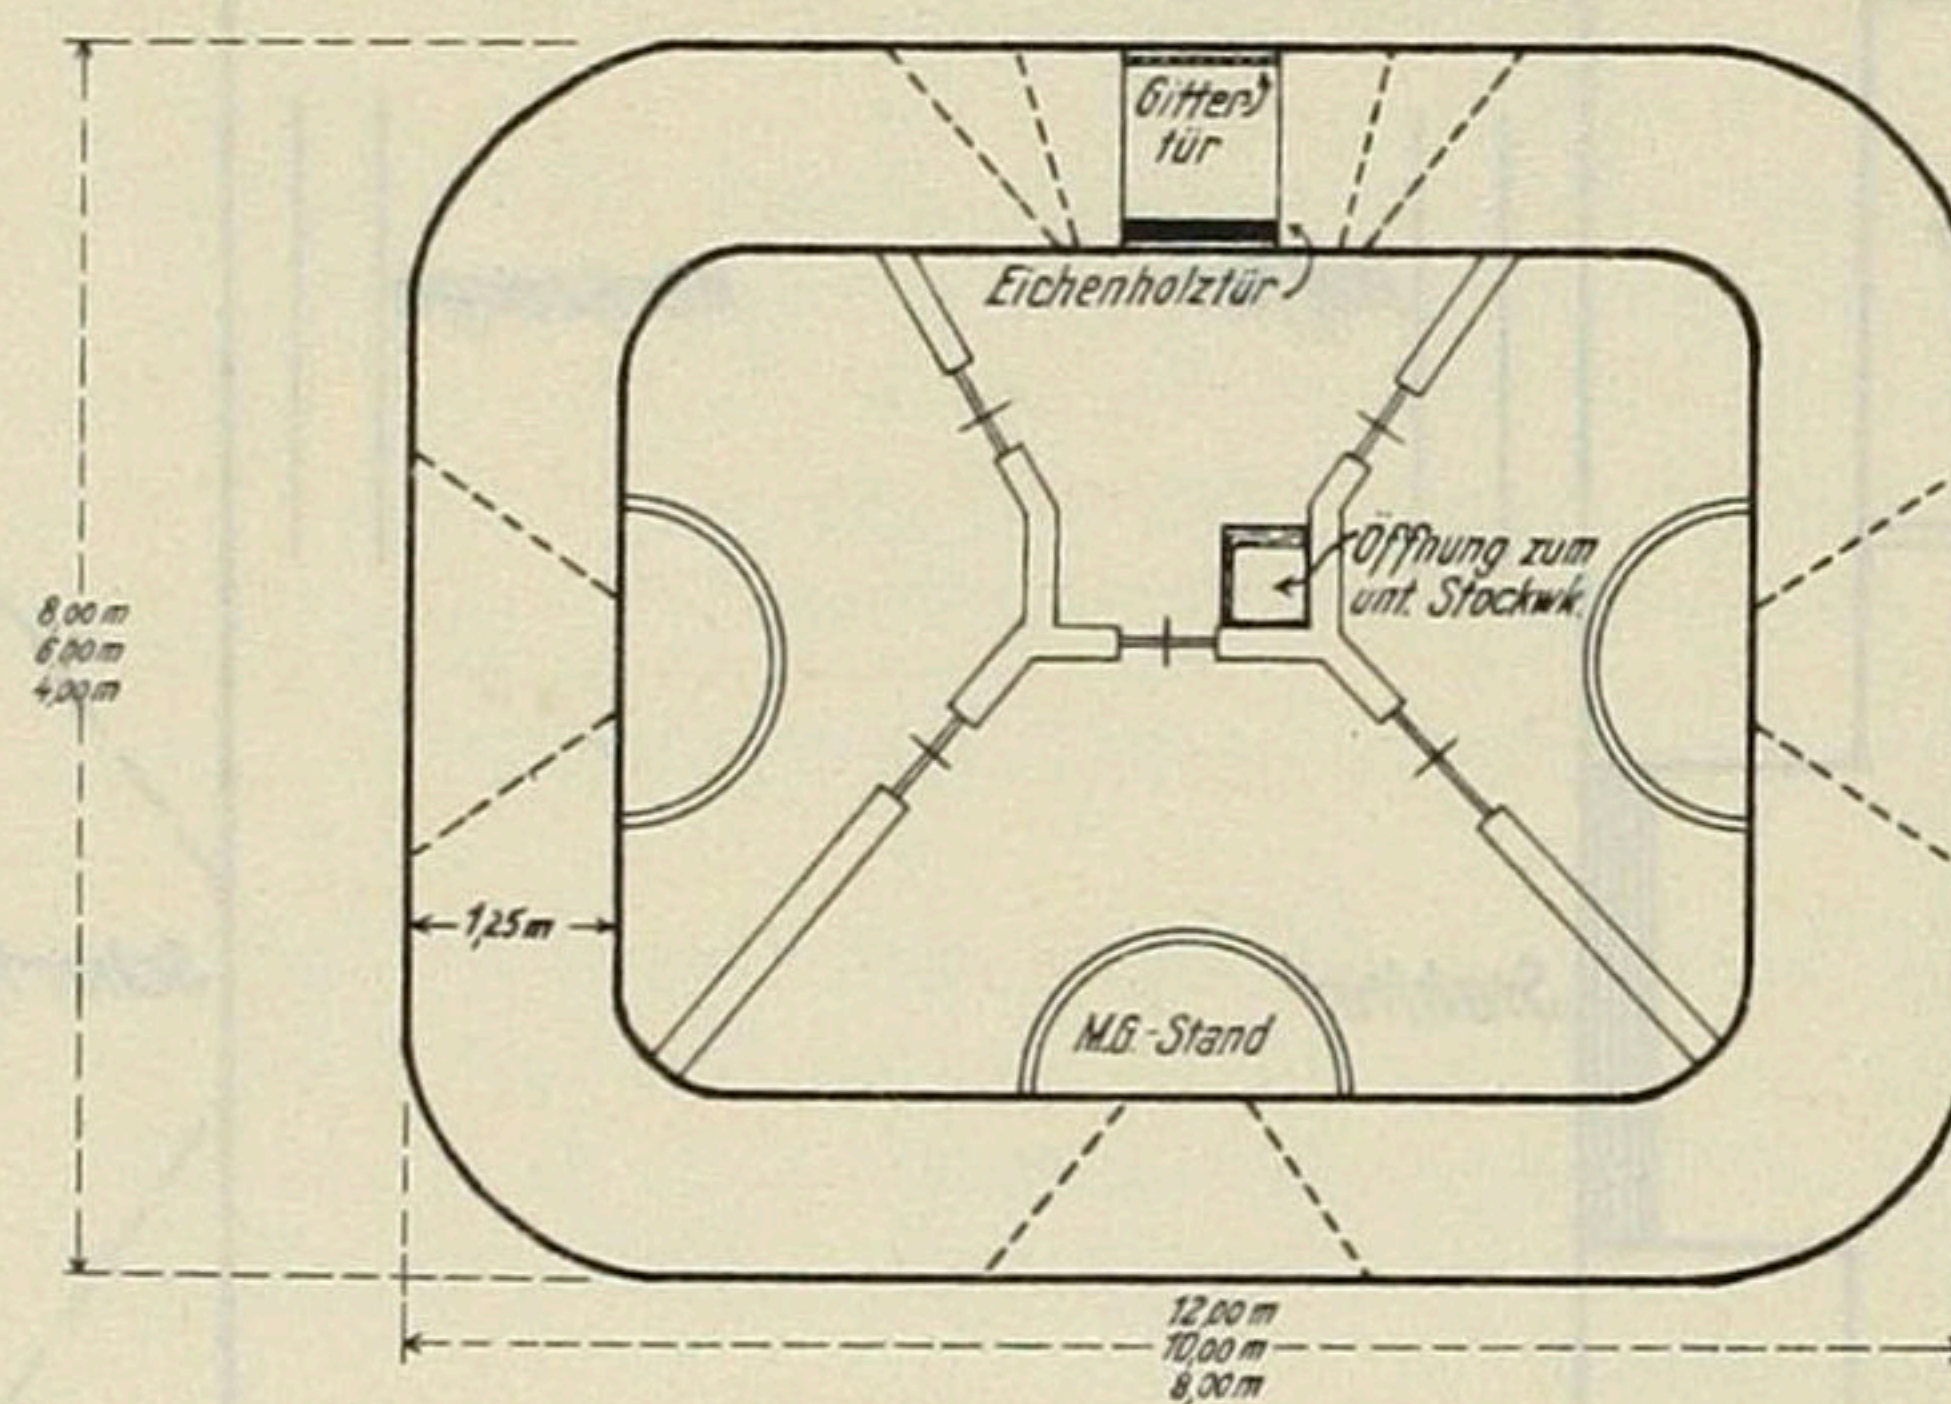 Gitter-
tür
Eichenholztür
Öffnung zum
unt. Stockwk.
8,00 m
6,00 m
4,00 m
1,25 m
M.G.-Stand
12,00 m
10,00 m
8,00 m